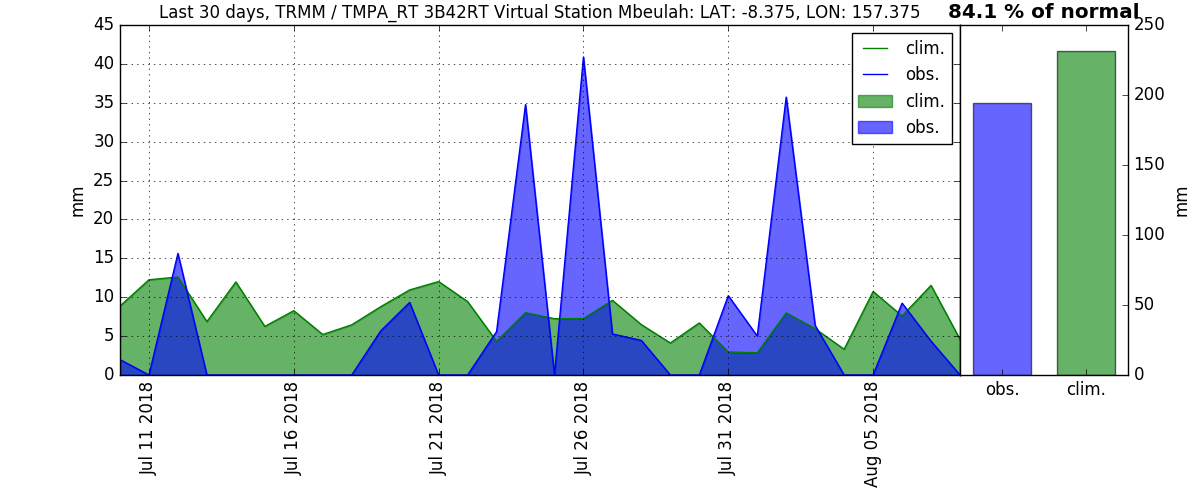 Last 30 days, TRMM / TMPA_RT 3B42RT Virtual Station Mbeulah: LAT: -8.375, LON: 157.375
84.1 % of normal
45
40
35
30
25
20
15
10
5
0
mm
Jul 11 2018
Jul 16 2018
Jul 21 2018
Jul 26 2018
Jul 31 2018
Aug 05 2018
clim.
obs.
clim.
obs.
250
200
150
100
50
0
mm
obs.
clim.